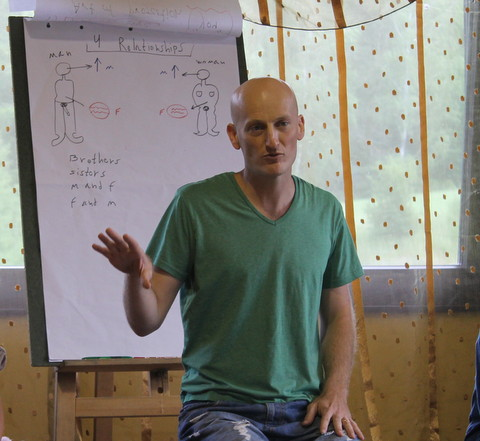 4 Relationships
man
woman
m
m
F
F
Brothers
sisters
m and f
f and m